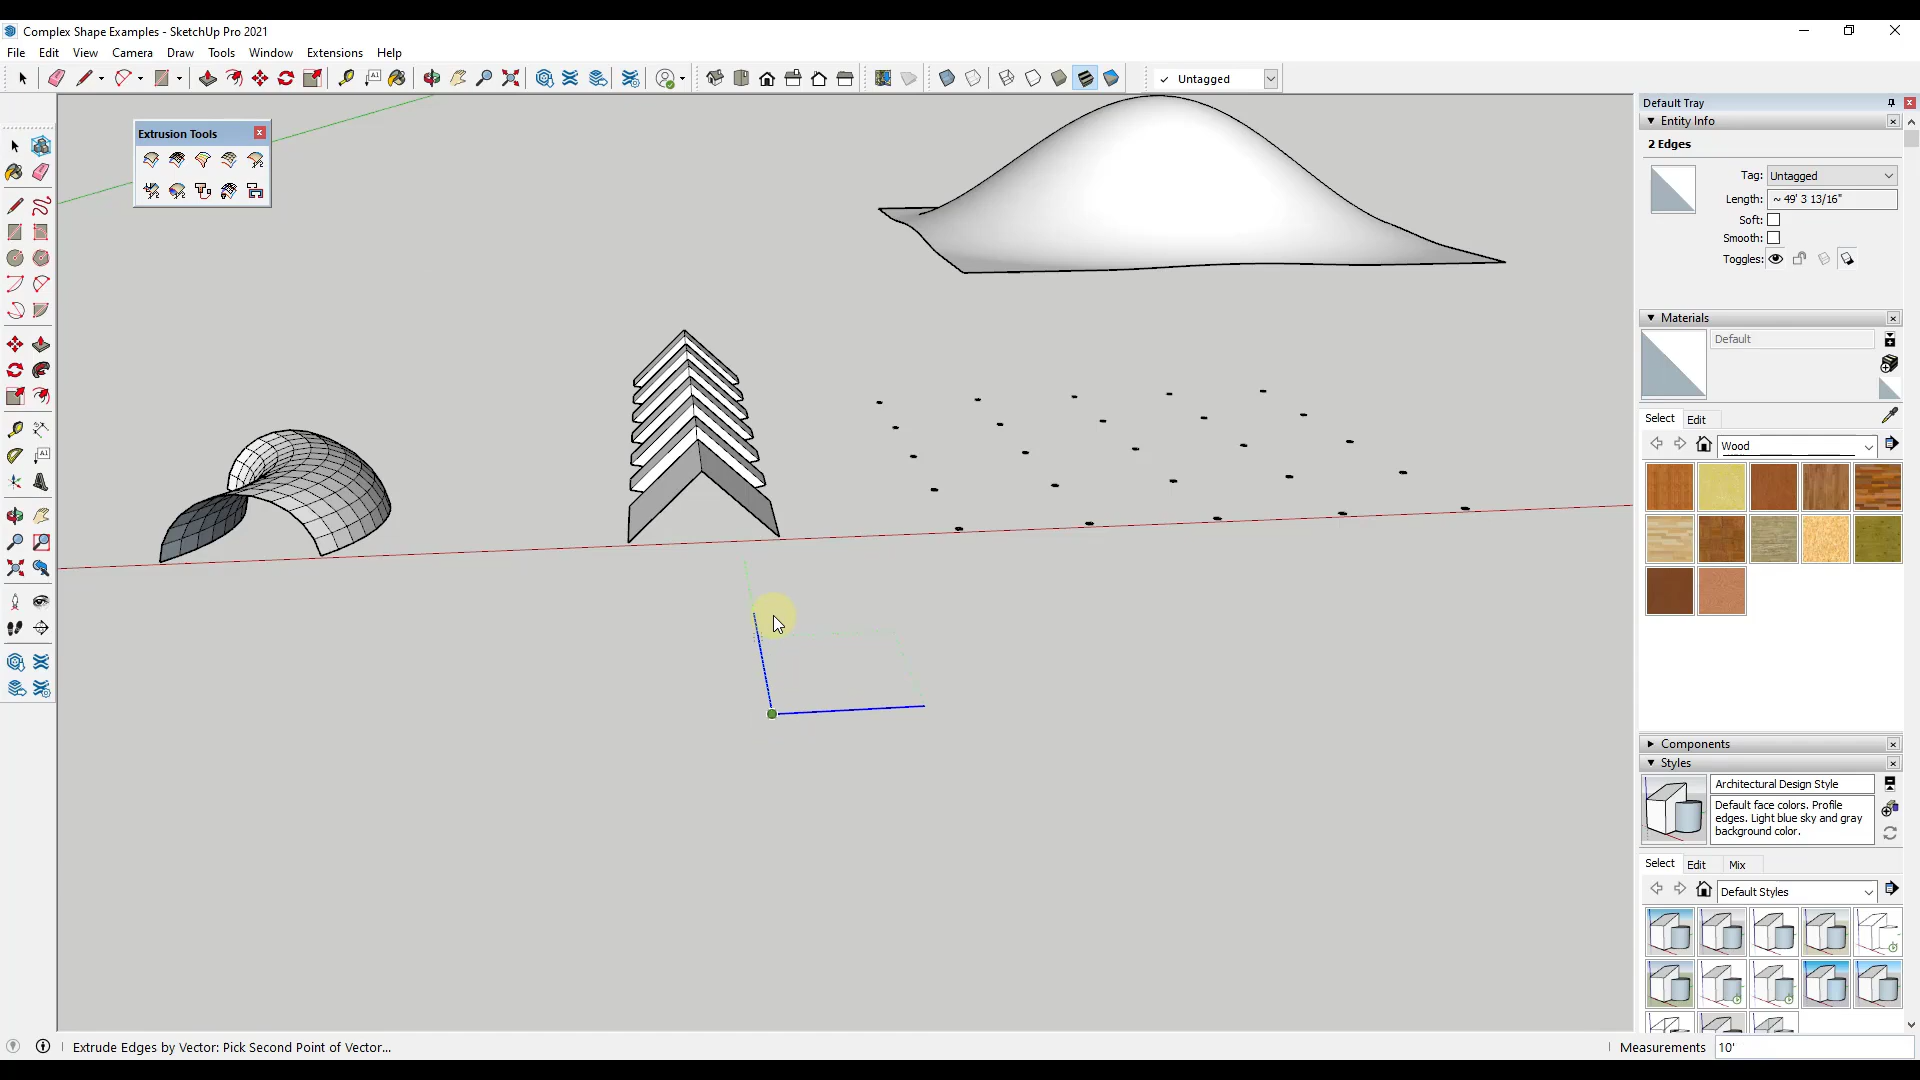 Complex Shape Examples - SketchUp Pro 2021
File Edit View Camera Draw Tools Window Extensions Help
Untagged
Extrusion Tools
Default Tray
Entity Info
2 Edges
Tag: Untagged
Length: ~ 49' 3 13/16"
Soft:
Smooth:
Toggles:
Materials
Default
Select Edit
Wood
Components
Styles
Architectural Design Style
Default face colors. Profile
edges. Light blue sky and gray
background color.
Select Edit Mix
Default Styles
Extrude Edges by Vector: Pick Second Point of Vector...
Measurements 10'